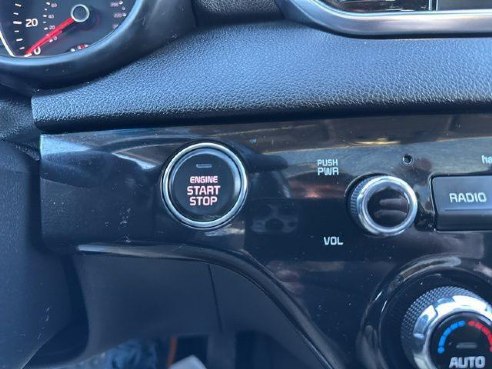 20
ENGINE
START
STOP
PUSH
PWR
VOL
RADIO
AUTO